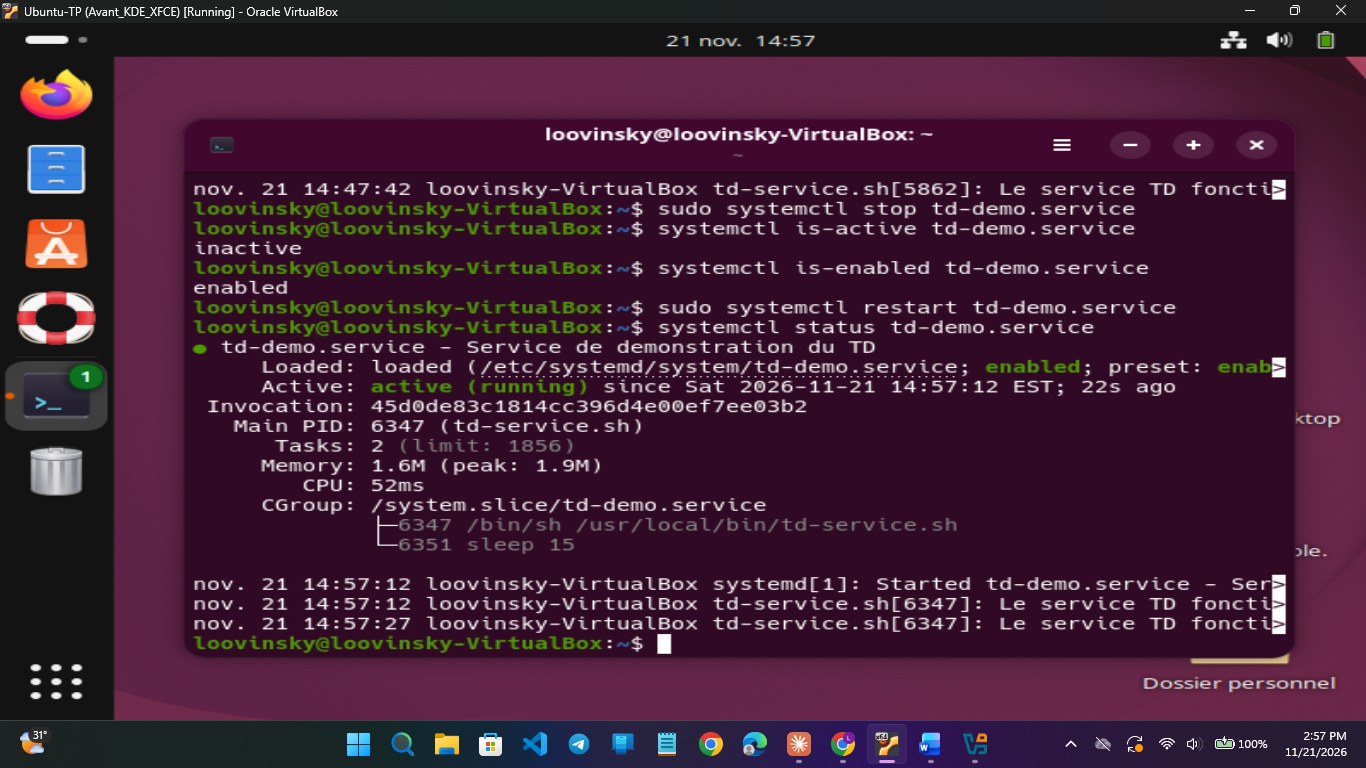 Ubuntu-TP (Avant_KDE_XFCE) [Running] - Oracle VirtualBox
21 nov. 14:57
loovinsky@loovinsky-VirtualBox: ~
~
nov. 21 14:47:42 loovinsky-VirtualBox td-service.sh[5862]: Le service TD foncti>
loovinsky@loovinsky-VirtualBox:~$ sudo systemctl stop td-demo.service
loovinsky@loovinsky-VirtualBox:~$ systemctl is-active td-demo.service
inactive
loovinsky@loovinsky-VirtualBox:~$ systemctl is-enabled td-demo.service
enabled
loovinsky@loovinsky-VirtualBox:~$ sudo systemctl restart td-demo.service
loovinsky@loovinsky-VirtualBox:~$ systemctl status td-demo.service
● td-demo.service - Service de demonstration du TD
Loaded: loaded (/etc/systemd/system/td-demo.service; enabled; preset: enab>
Active: active (running) since Sat 2026-11-21 14:57:12 EST; 22s ago
Invocation: 45d0de83c1814cc396d4e00ef7ee03b2
Main PID: 6347 (td-service.sh)
Tasks: 2 (limit: 1856)
Memory: 1.6M (peak: 1.9M)
CPU: 52ms
CGroup: /system.slice/td-demo.service
├─6347 /bin/sh /usr/local/bin/td-service.sh
└─6351 sleep 15
nov. 21 14:57:12 loovinsky-VirtualBox systemd[1]: Started td-demo.service - Ser>
nov. 21 14:57:12 loovinsky-VirtualBox td-service.sh[6347]: Le service TD foncti>
nov. 21 14:57:27 loovinsky-VirtualBox td-service.sh[6347]: Le service TD foncti>
loovinsky@loovinsky-VirtualBox:~$
1
ktop
ole.
Dossier personnel
31°
100%
2:57 PM
11/21/2026